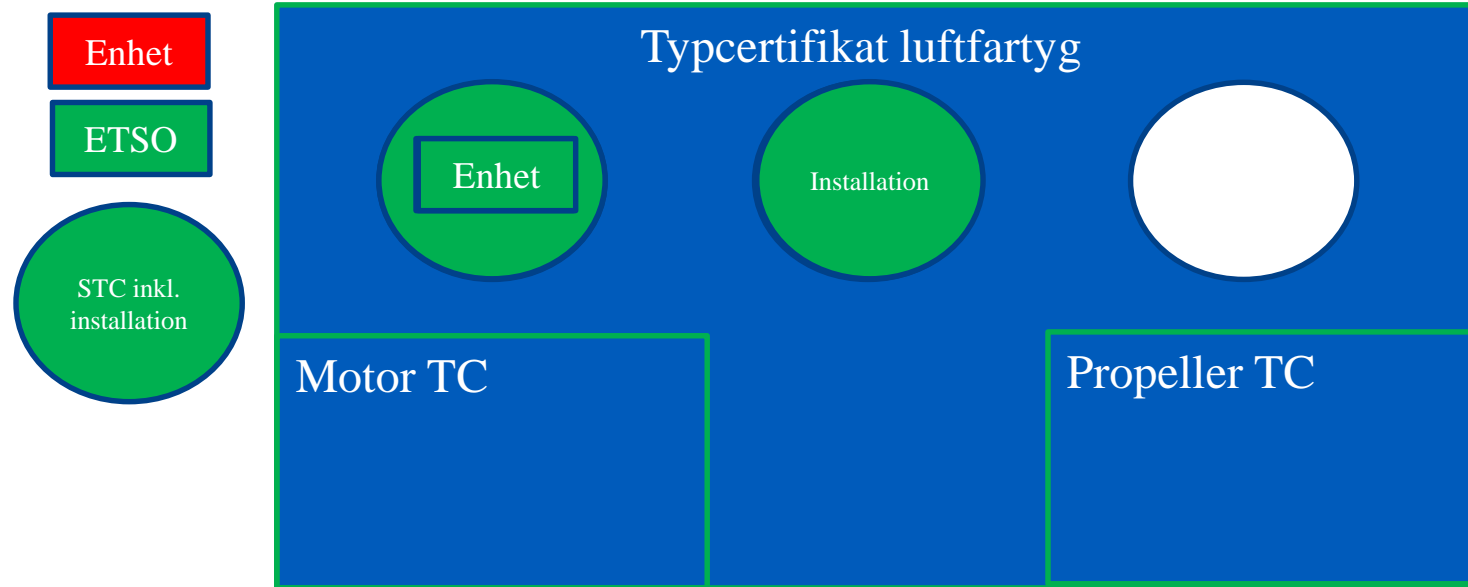 Enhet
ETSO
STC inkl.
installation
Typcertifikat luftfartyg
Enhet
Installation
Motor TC
Propeller TC